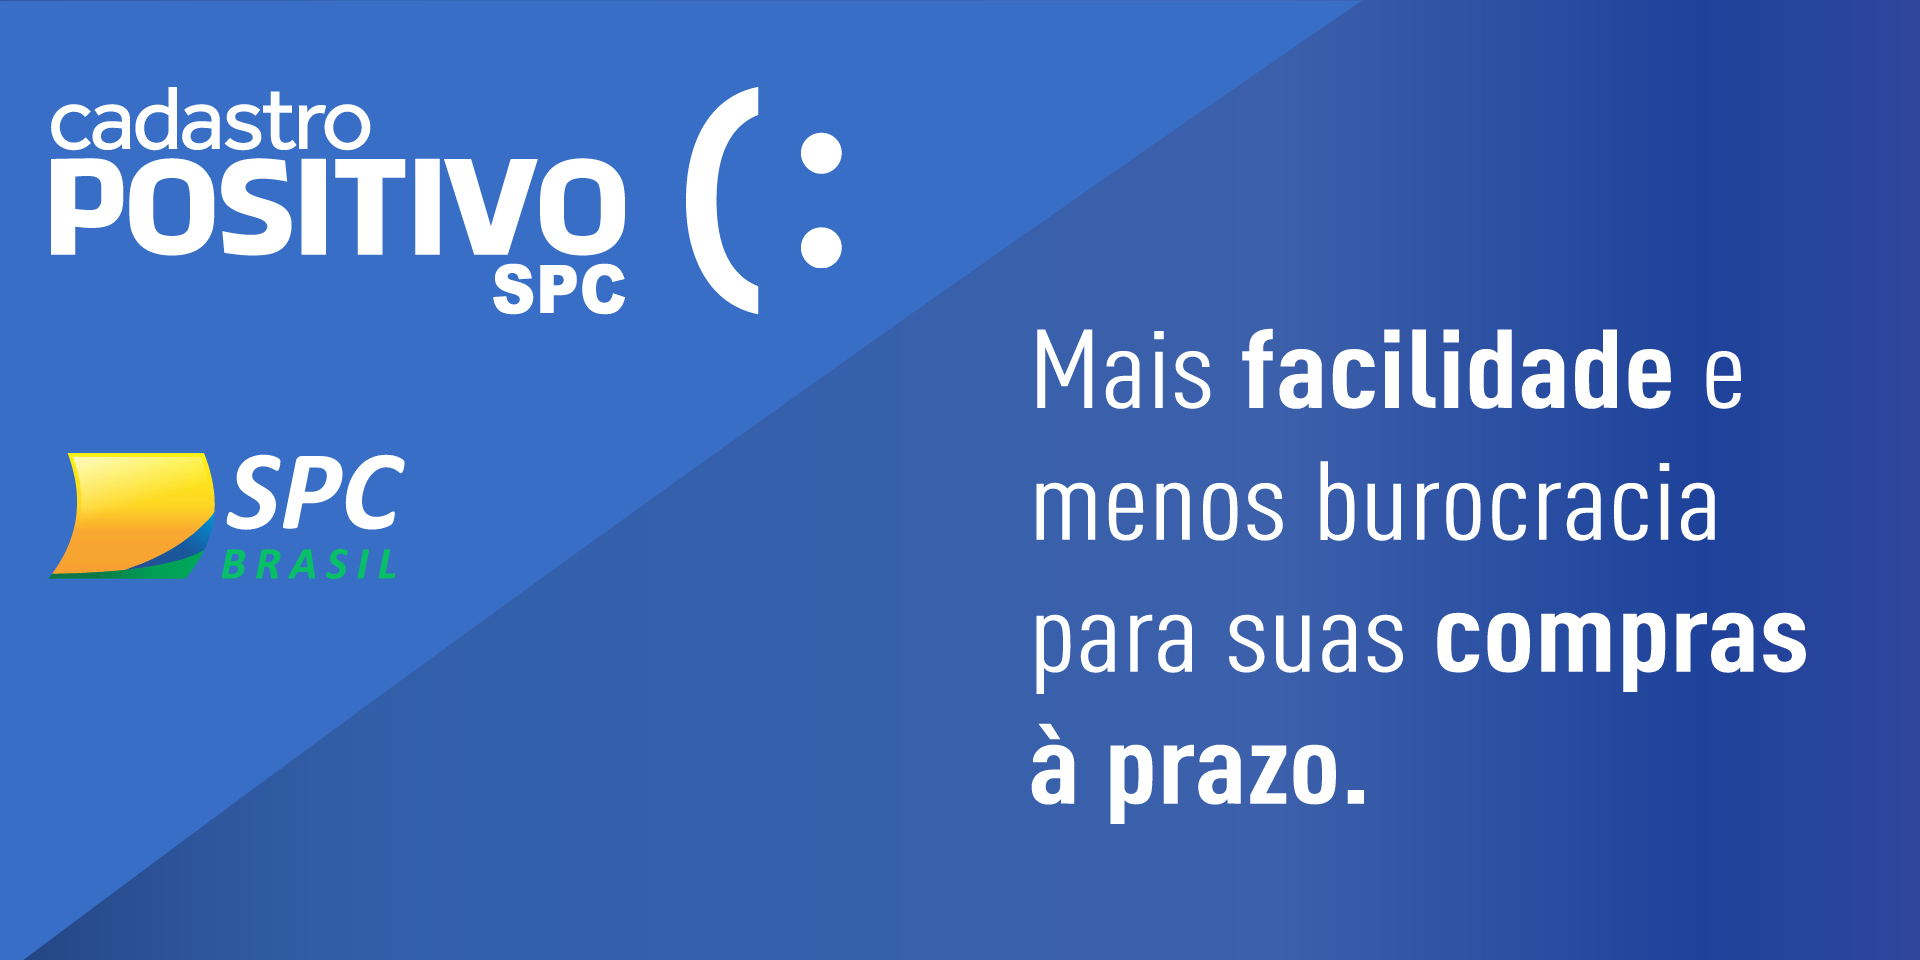 cadastro
POSITIVO (:
SPC
SPC
BRASIL
Mais facilidade e
menos burocracia
para suas compras
à prazo.